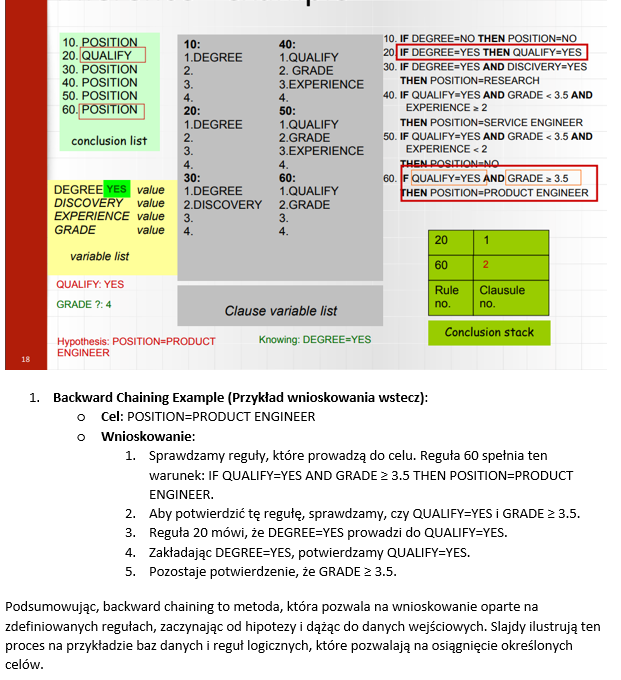 10. POSITION
20. QUALIFY
30. POSITION
40. POSITION
50. POSITION
60. POSITION
conclusion list
DEGREE YES value
DISCOVERY value
EXPERIENCE value
GRADE value
variable list
QUALIFY: YES
GRADE ?: 4
Hypothesis: POSITION=PRODUCT
ENGINEER
18
10:
1.DEGREE
2.
3.
4.
20:
1.DEGREE
2.
3.
4.
30:
1.DEGREE
2.DISCOVERY
3.
4.
40:
1.QUALIFY
2. GRADE
3.EXPERIENCE
4.
50:
1.QUALIFY
2.GRADE
3.EXPERIENCE
4.
60:
1.QUALIFY
2.GRADE
3.
4.
Clause variable list
Knowing: DEGREE=YES
10. IF DEGREE=NO THEN POSITION=NO
20. IF DEGREE=YES THEN QUALIFY=YES
30. IF DEGREE=YES AND DISCIVERY=YES
THEN POSITION=RESEARCH
40. IF QUALIFY=YES AND GRADE < 3.5 AND
EXPERIENCE ≥ 2
THEN POSITION=SERVICE ENGINEER
50. IF QUALIFY=YES AND GRADE < 3.5 AND
EXPERIENCE < 2
THEN POSITION=NO
60. IF QUALIFY=YES AND GRADE ≥ 3.5
THEN POSITION=PRODUCT ENGINEER
20 1
60 2
Rule no. Clausule no.
Conclusion stack
1. Backward Chaining Example (Przykład wnioskowania wstecz):
o Cel: POSITION=PRODUCT ENGINEER
o Wnioskowanie:
1. Sprawdzamy reguły, które prowadzą do celu. Reguła 60 spełnia ten
warunek: IF QUALIFY=YES AND GRADE ≥ 3.5 THEN POSITION=PRODUCT
ENGINEER.
2. Aby potwierdzić tę regułę, sprawdzamy, czy QUALIFY=YES i GRADE ≥ 3.5.
3. Reguła 20 mówi, że DEGREE=YES prowadzi do QUALIFY=YES.
4. Zakładając DEGREE=YES, potwierdzamy QUALIFY=YES.
5. Pozostaje potwierdzenie, że GRADE ≥ 3.5.
Podsumowując, backward chaining to metoda, która pozwala na wnioskowanie oparte na
zdefiniowanych regułach, zaczynając od hipotezy i dążąc do danych wejściowych. Slajdy ilustrują ten
proces na przykładzie baz danych i reguł logicznych, które pozwalają na osiągnięcie określonych
celów.